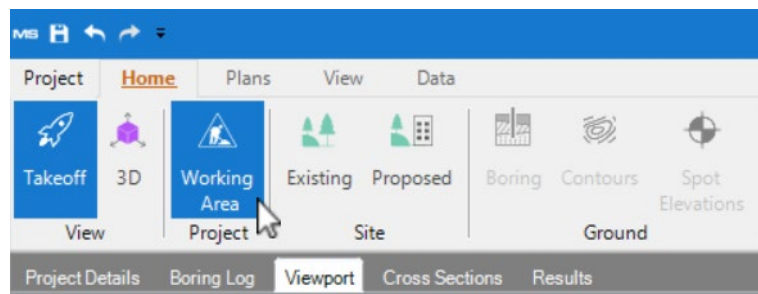 MS
Project Home Plans View Data
Takeoff 3D Working Area Existing Proposed Boring Contours Spot Elevations
View Project Site Ground
Project Details Boring Log Viewport Cross Sections Results